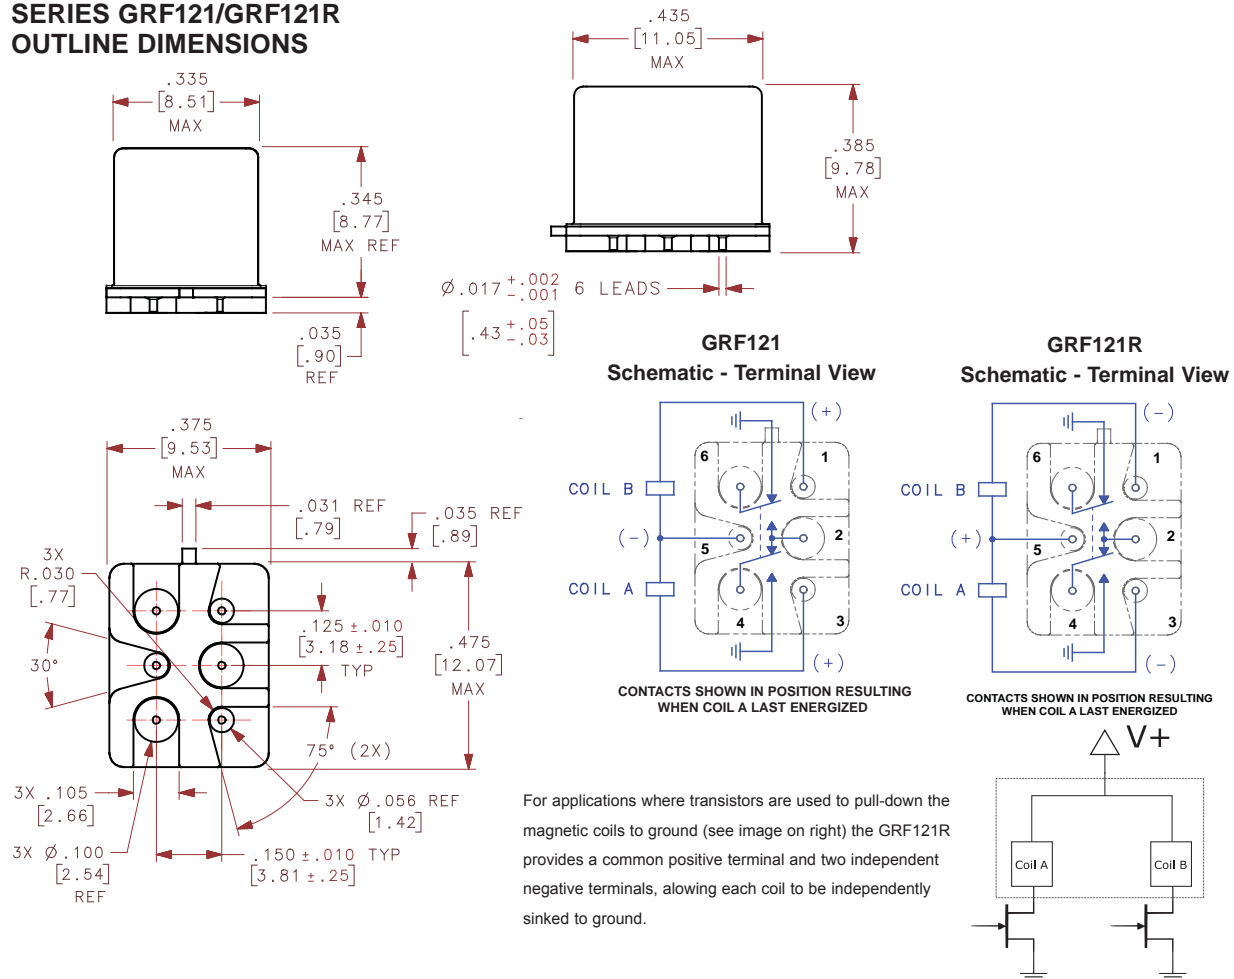 SERIES GRF121/GRF121R
OUTLINE DIMENSIONS
.335
[8.51]
MAX
.345
[8.77]
MAX REF
.035
[.90]
REF
.435
[11.05]
MAX
.385
[9.78]
MAX
Ø.017 +.002 -.001 6 LEADS
[.43 +.05 -.03]
.375
[9.53]
MAX
.031 REF
[.79]
.035 REF
[.89]
3X
R.030
[.77]
30°
.125 ±.010
[3.18 ±.25]
TYP
.475
[12.07]
MAX
75° (2X)
3X .105
[2.66]
3X Ø.056 REF
[1.42]
3X Ø.100
[2.54]
REF
.150 ±.010 TYP
[3.81 ±.25]
GRF121
Schematic - Terminal View
(+)
6
1
COIL B
(-)
5
2
COIL A
4
3
(+)
CONTACTS SHOWN IN POSITION RESULTING
WHEN COIL A LAST ENERGIZED
GRF121R
Schematic - Terminal View
(-)
6
1
COIL B
(+)
5
2
COIL A
4
3
(-)
CONTACTS SHOWN IN POSITION RESULTING
WHEN COIL A LAST ENERGIZED
For applications where transistors are used to pull-down the
magnetic coils to ground (see image on right) the GRF121R
provides a common positive terminal and two independent
negative terminals, alowing each coil to be independently
sinked to ground.
V+
Coil A
Coil B